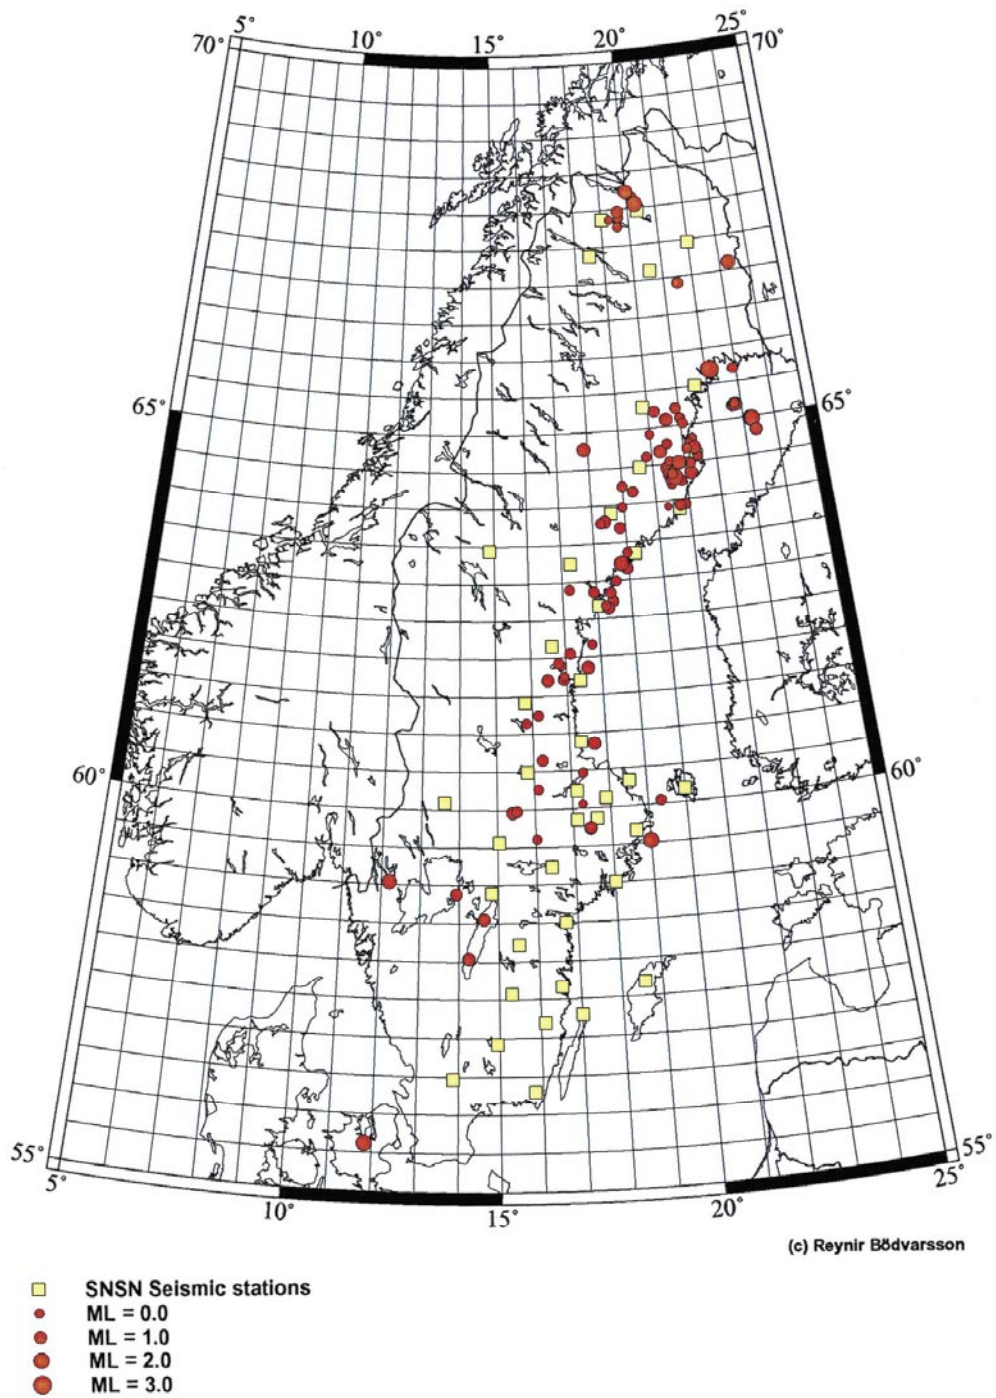 5° 10° 15° 20° 25°
70° 70°
65° 65°
60° 60°
55° 55°
5° 10° 15° 20° 25°
(c) Reynir Bödvarsson
SNSN Seismic stations
ML = 0.0
ML = 1.0
ML = 2.0
ML = 3.0